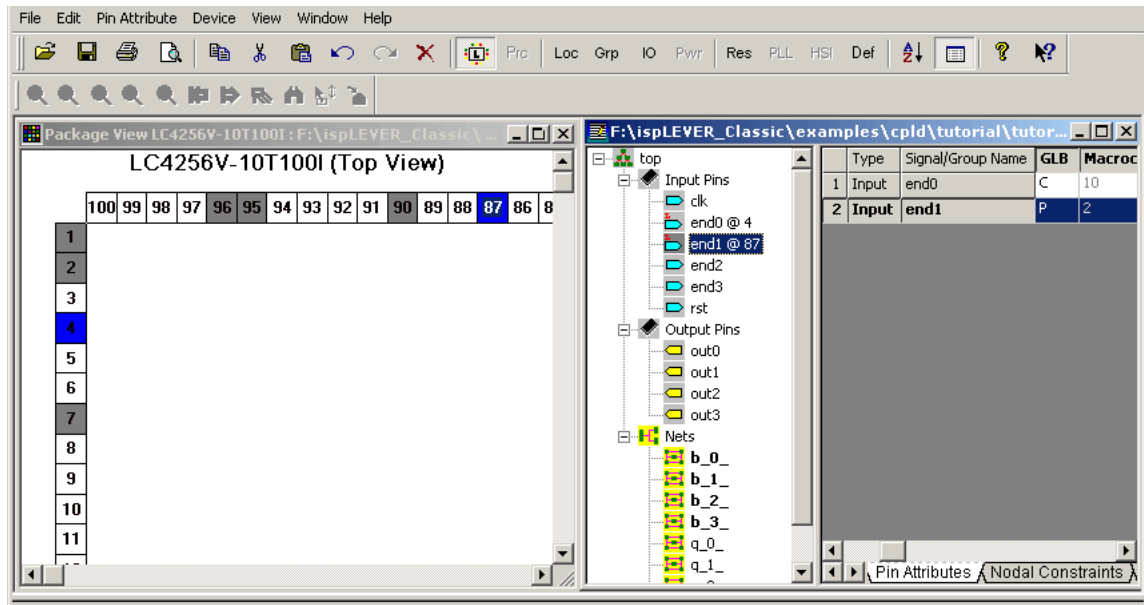 File Edit Pin Attribute Device View Window Help
Prc Loc Grp IO Pwr Res PLL HSI Def
Package View LC4256V-10T100I : F:\ispLEVER_Classic\ ...
LC4256V-10T100I (Top View)
100 99 98 97 96 95 94 93 92 91 90 89 88 87 86 8
1
2
3
4
5
6
7
8
9
10
11
F:\ispLEVER_Classic\examples\cpld\tutorial\tutor...
top
Input Pins
clk
end0 @ 4
end1 @ 87
end2
end3
rst
Output Pins
out0
out1
out2
out3
Nets
b_0_
b_1_
b_2_
b_3_
q_0_
q_1_
Type Signal/Group Name GLB Macroc
1 Input end0 C 10
2 Input end1 P 2
Pin Attributes Nodal Constraints